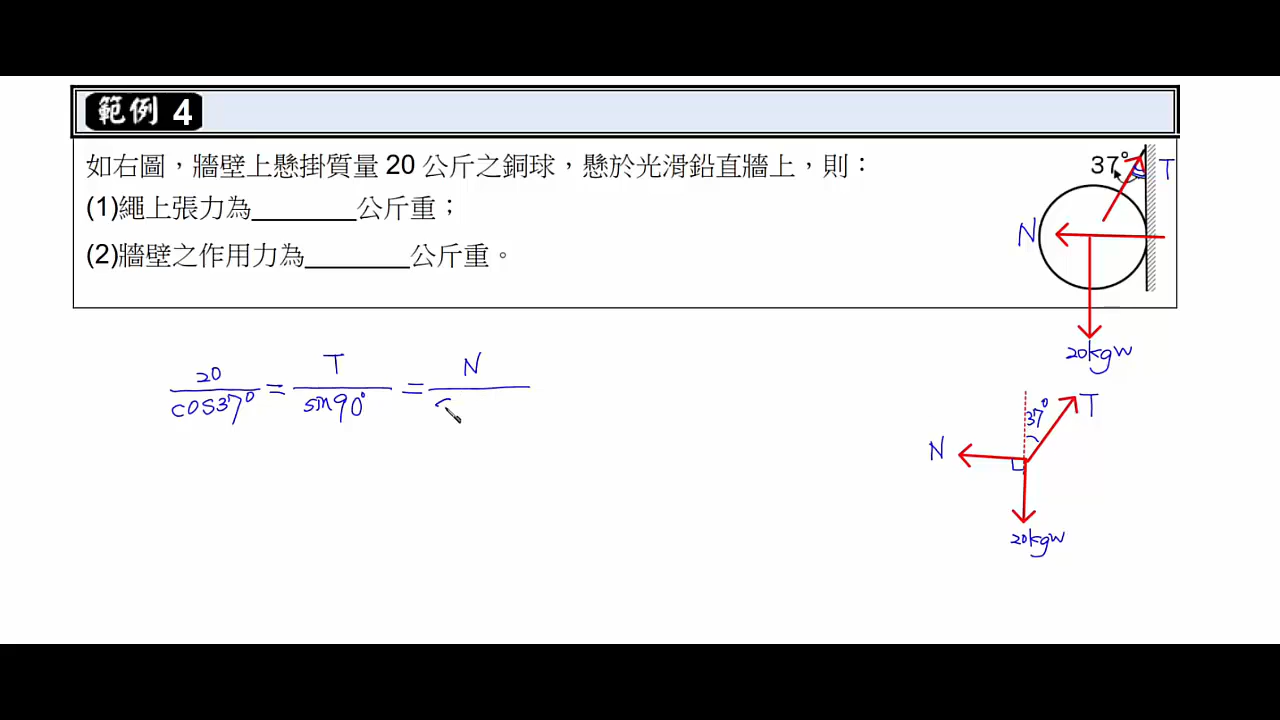 範例 4
如右圖，牆壁上懸掛質量 20 公斤之銅球，懸於光滑鉛直牆上，則：
(1)繩上張力為_______公斤重；
(2)牆壁之作用力為_______公斤重。
37° T
N
20kgw
20/cos37° = T/sin90° = N/
37° T
N
20kgw